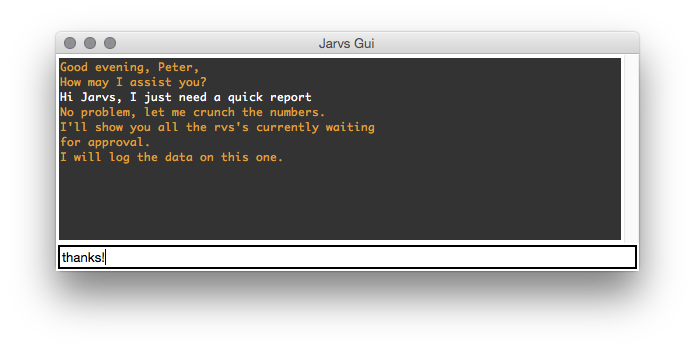 Jarvs Gui
Good evening, Peter,
How may I assist you?
Hi Jarvs, I just need a quick report
No problem, let me crunch the numbers.
I'll show you all the rvs's currently waiting
for approval.
I will log the data on this one.
thanks!